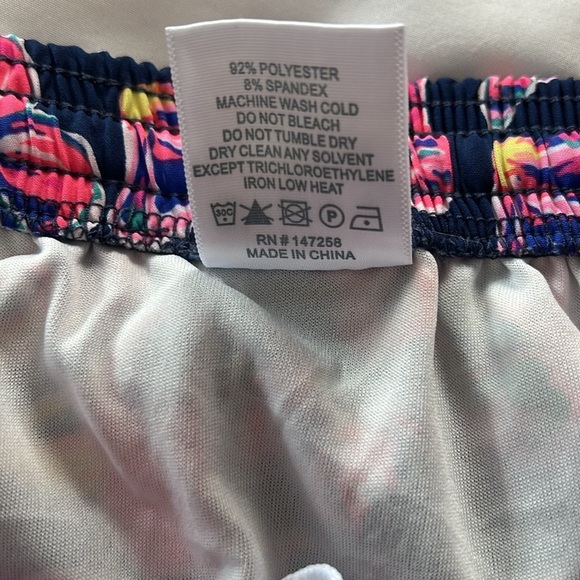 92% POLYESTER
8% SPANDEX
MACHINE WASH COLD
DO NOT BLEACH
DO NOT TUMBLE DRY
DRY CLEAN ANY SOLVENT
EXCEPT TRICHLOROETHYLENE
IRON LOW HEAT
30C P
RN # 147258
MADE IN CHINA